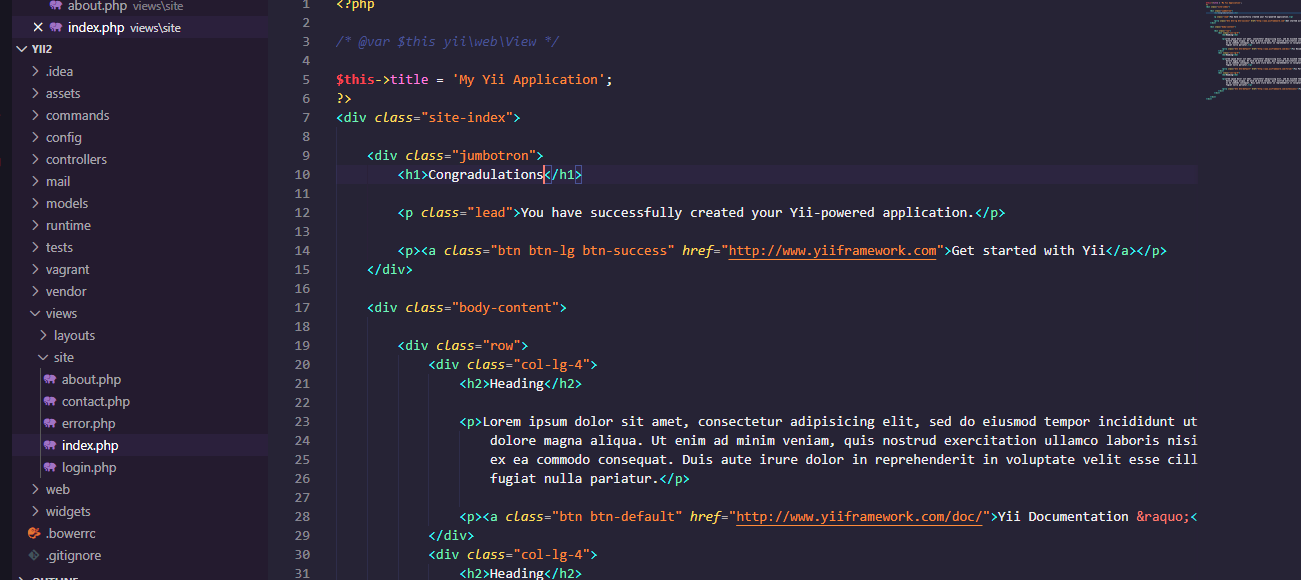 about.php views\site
index.php views\site
YII2
.idea
assets
commands
config
controllers
mail
models
runtime
tests
vagrant
vendor
views
layouts
site
about.php
contact.php
error.php
index.php
login.php
web
widgets
.bowerrc
.gitignore
OUTLINE
1 <?php
2
3 /* @var $this yii\web\View */
4
5 $this->title = 'My Yii Application';
6 ?>
7 <div class="site-index">
8
9 <div class="jumbotron">
10 <h1>Congradulations</h1>
11
12 <p class="lead">You have successfully created your Yii-powered application.</p>
13
14 <p><a class="btn btn-lg btn-success" href="http://www.yiiframework.com">Get started with Yii</a></p>
15 </div>
16
17 <div class="body-content">
18
19 <div class="row">
20 <div class="col-lg-4">
21 <h2>Heading</h2>
22
23 <p>Lorem ipsum dolor sit amet, consectetur adipisicing elit, sed do eiusmod tempor incididunt ut
24 dolore magna aliqua. Ut enim ad minim veniam, quis nostrud exercitation ullamco laboris nisi
25 ex ea commodo consequat. Duis aute irure dolor in reprehenderit in voluptate velit esse cill
26 fugiat nulla pariatur.</p>
27
28 <p><a class="btn btn-default" href="http://www.yiiframework.com/doc/">Yii Documentation &raquo;<
29 </div>
30 <div class="col-lg-4">
31 <h2>Heading</h2>